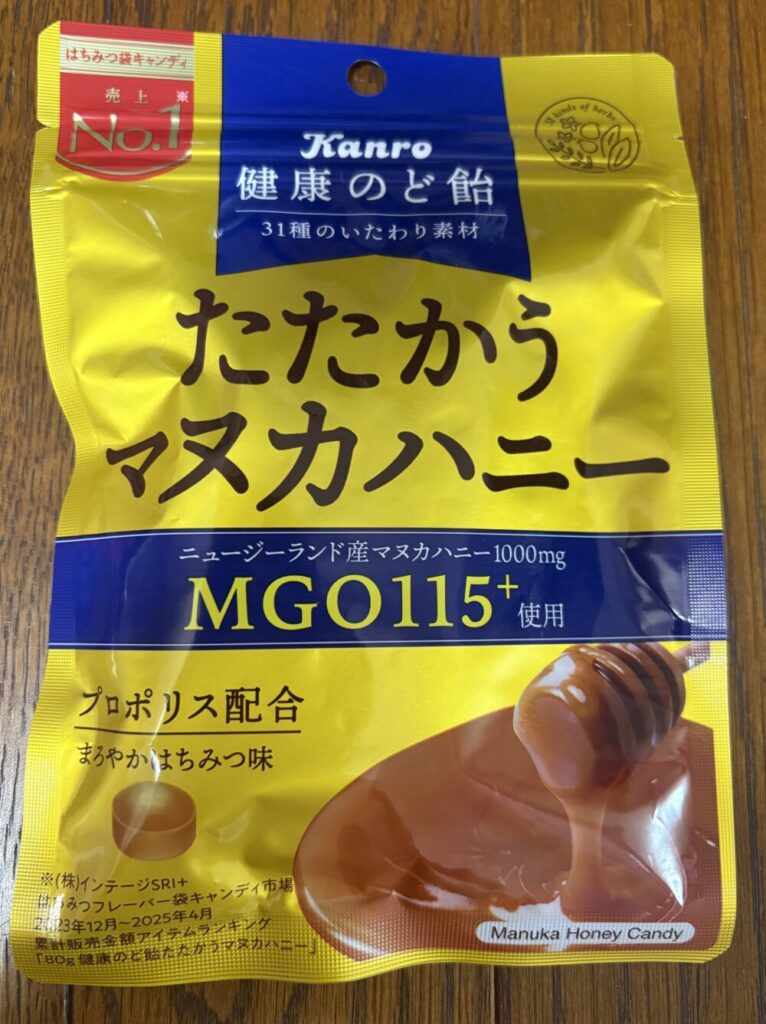 はちみつ袋キャンディ
売上※
No.1
Kanro
健康のど飴
31種のいたわり素材
31 kinds of herbs
たたかう
マヌカハニー
ニュージーランド産マヌカハニー1000mg
MGO115+使用
プロポリス配合
まろやかはちみつ味
※(株)インテージSRI+
はちみつフレーバー袋キャンディ市場
2023年12月～2025年4月
累計販売金額アイテムランキング
「80g 健康のど飴たたかうマヌカハニー」
Manuka Honey Candy